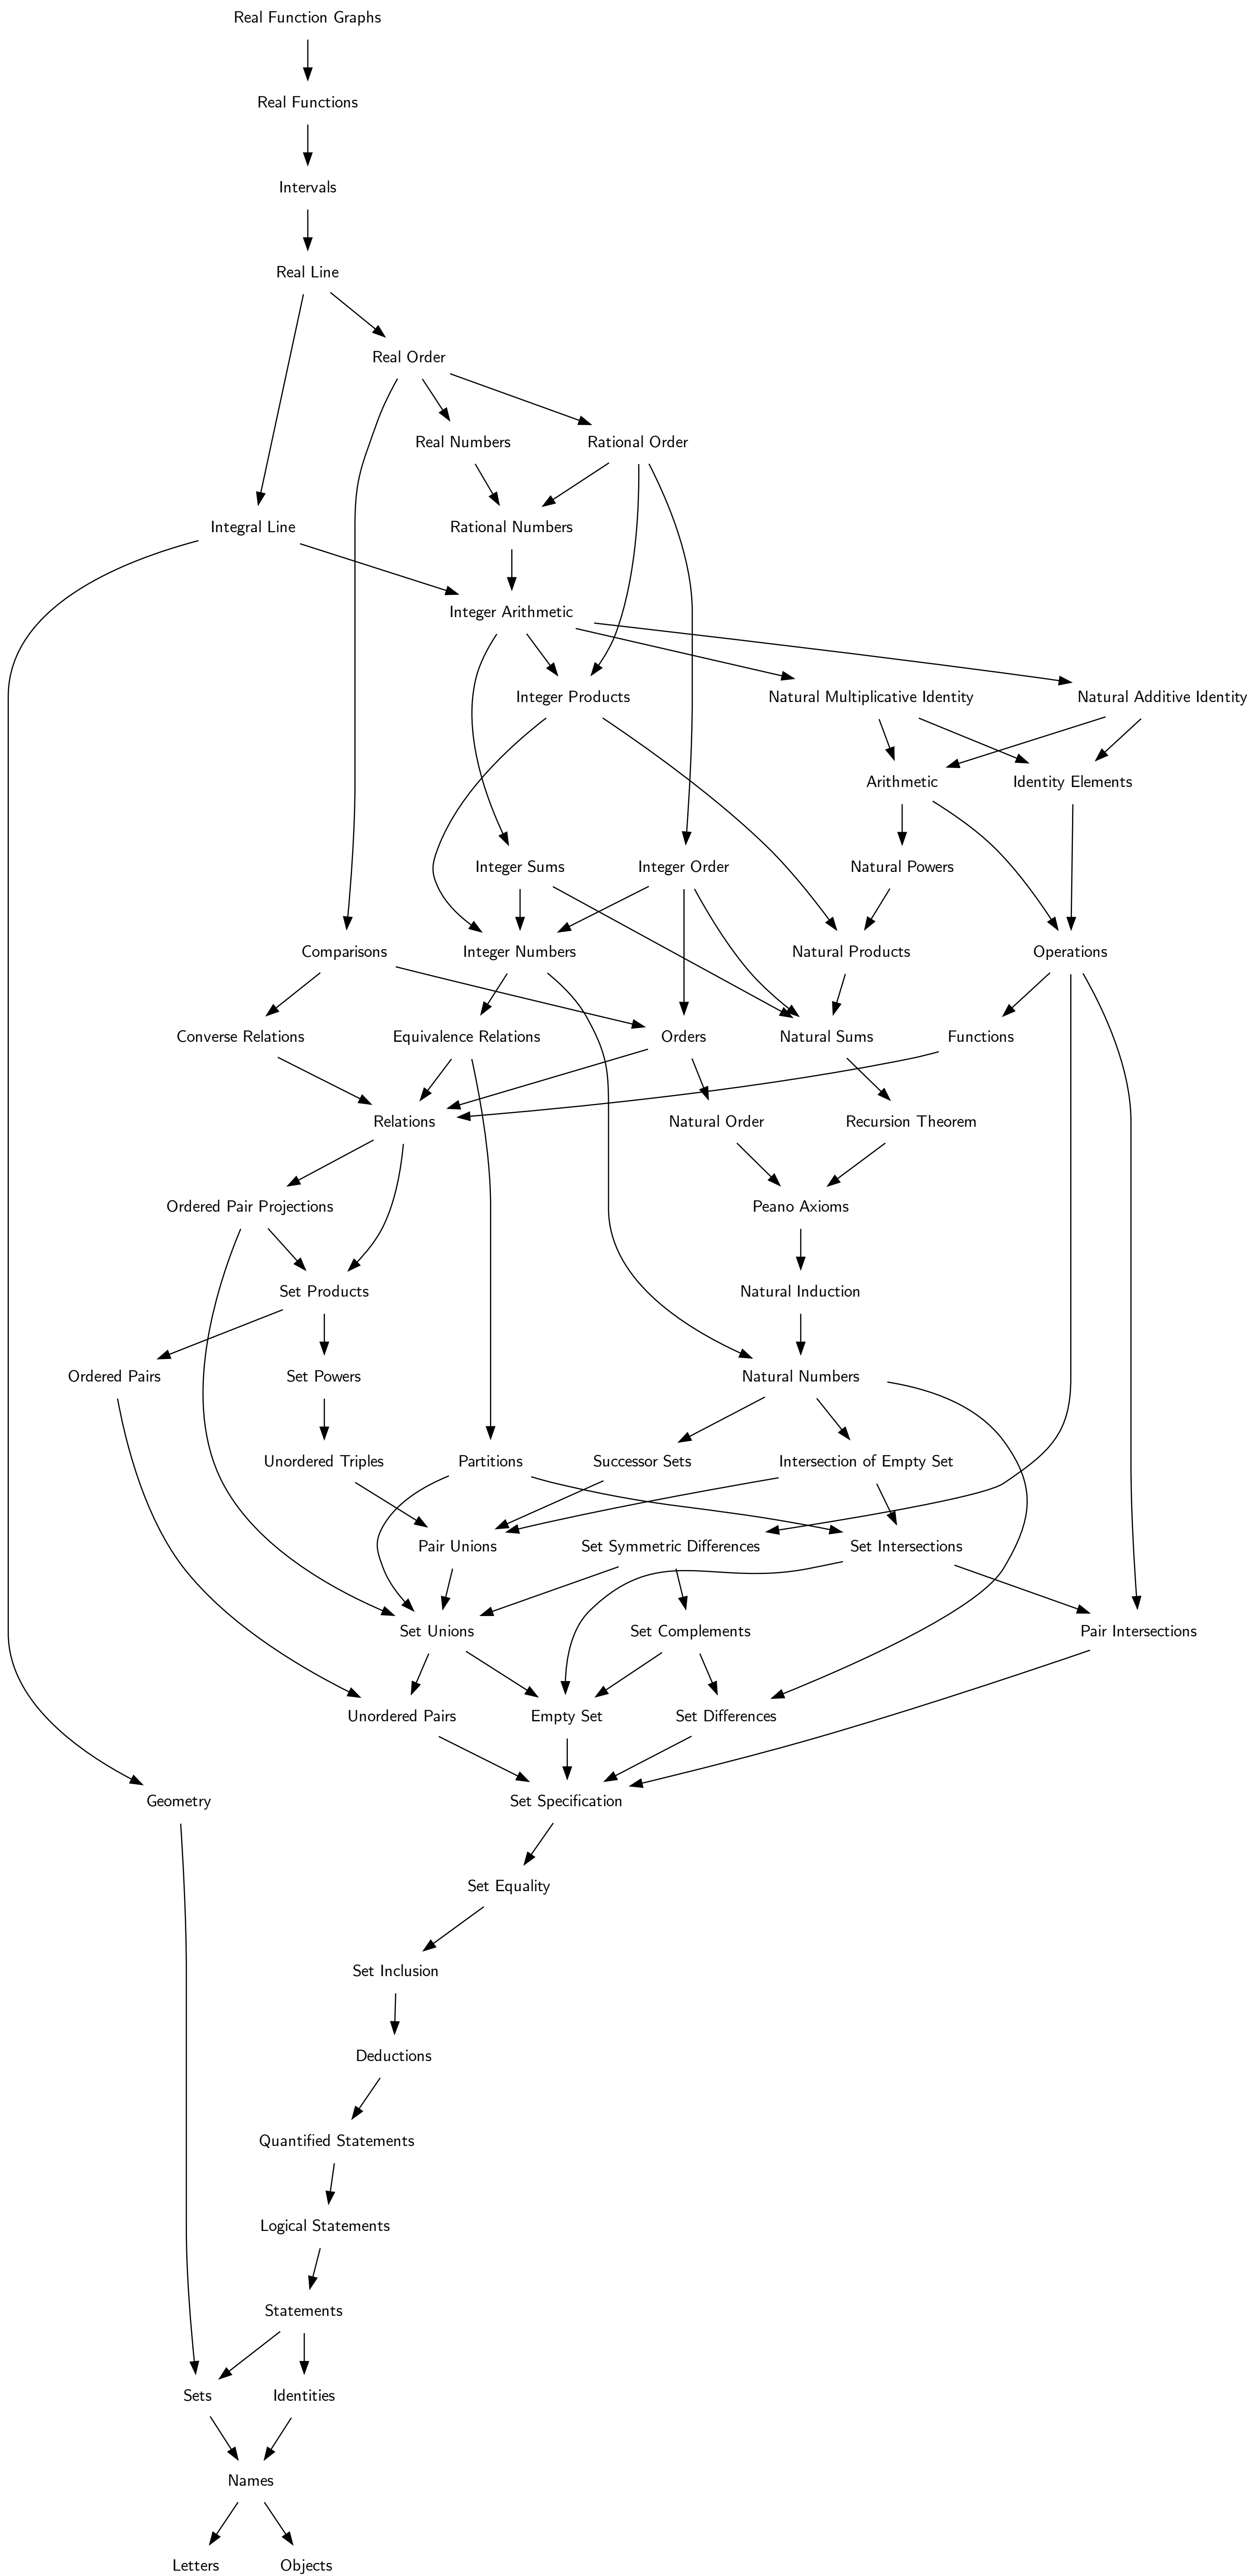 Real Function Graphs
Real Functions
Intervals
Real Line
Real Order
Real Numbers
Rational Order
Integral Line
Rational Numbers
Integer Arithmetic
Integer Products
Natural Multiplicative Identity
Natural Additive Identity
Arithmetic
Identity Elements
Integer Sums
Integer Order
Natural Powers
Comparisons
Integer Numbers
Natural Products
Operations
Converse Relations
Equivalence Relations
Orders
Natural Sums
Functions
Relations
Natural Order
Recursion Theorem
Ordered Pair Projections
Peano Axioms
Set Products
Natural Induction
Ordered Pairs
Set Powers
Natural Numbers
Unordered Triples
Partitions
Successor Sets
Intersection of Empty Set
Pair Unions
Set Symmetric Differences
Set Intersections
Set Unions
Set Complements
Pair Intersections
Unordered Pairs
Empty Set
Set Differences
Geometry
Set Specification
Set Equality
Set Inclusion
Deductions
Quantified Statements
Logical Statements
Statements
Sets
Identities
Names
Letters
Objects